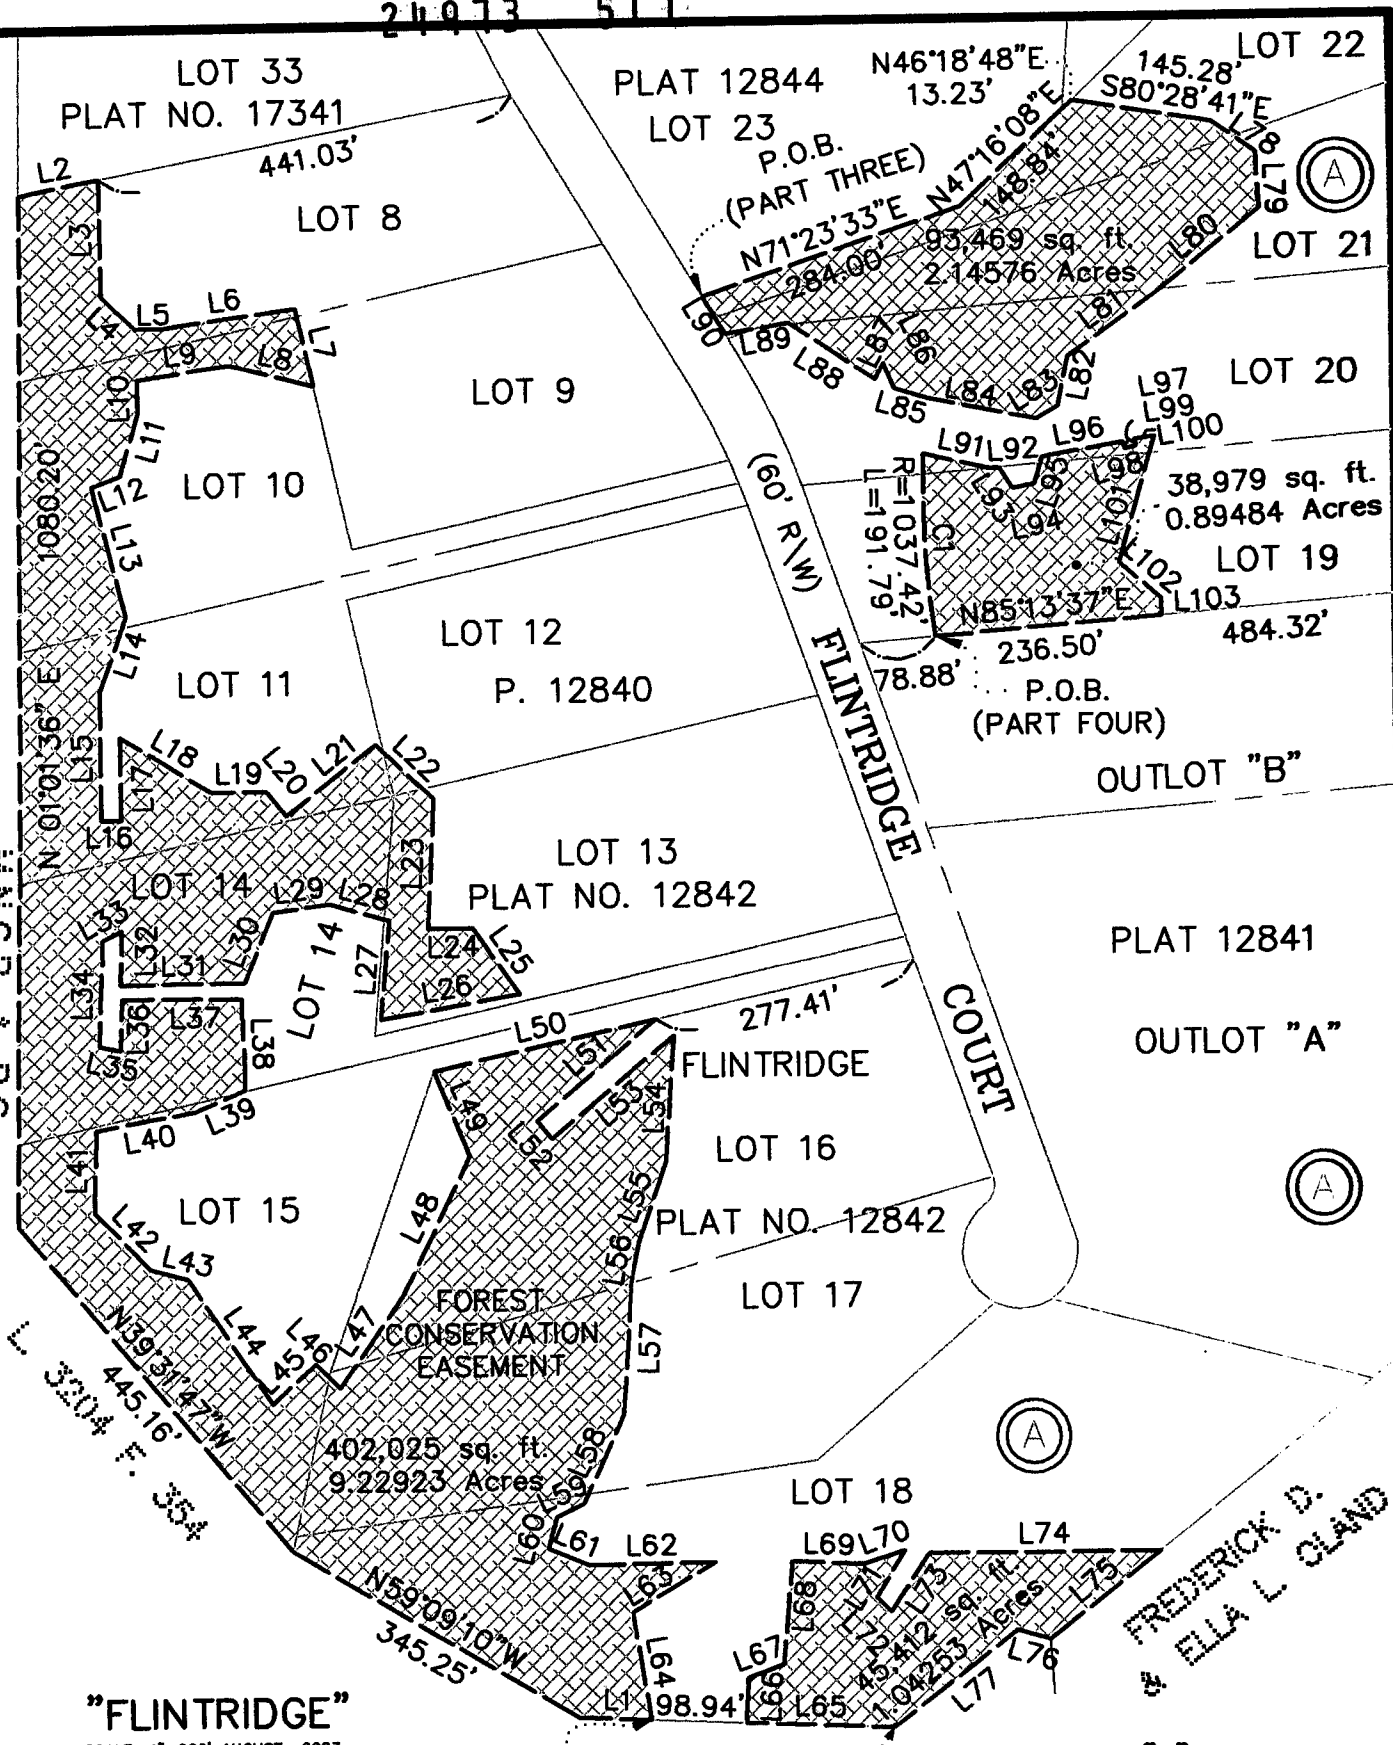 24973 511
LOT 33
PLAT NO. 17341
441.03'
L2
L3
LOT 8
PLAT 12844
LOT 23
P.O.B.
(PART THREE)
N46°18'48"E
13.23'
N47°16'08"E
148.84'
145.28'
S80°28'41"E
LOT 22
L78
L79
A
N71°23'33"E
284.00'
93,469 sq. ft.
2.14576 Acres
L80
LOT 21
L81
L4
L5
L6
L7
L8
L9
L10
L11
L12
L13
L14
L90
L89
L88
L87
L86
L85
L84
L83
L82
LOT 20
LOT 9
LOT 10
L97
L99
L100
L96
L98
L91
L92
L93
L94
L95
L101
L102
L103
R=1037.42'
L=191.79'
C1
38,979 sq. ft.
0.89484 Acres
LOT 19
N85°13'37"E
236.50'
484.32'
78.88'
P.O.B.
(PART FOUR)
(60' R\W)
FLINTRIDGE
COURT
1080.20'
N 01°01'36" E
LOT 12
P. 12840
LOT 11
OUTLOT "B"
L15
L16
L17
L18
L19
L20
L21
L22
L23
LOT 13
PLAT NO. 12842
LOT 14
L24
L25
L26
L27
L28
L29
L30
L31
L32
L33
L34
L35
L36
L37
L38
LOT 14
L39
L40
L41
PLAT 12841
OUTLOT "A"
277.41'
L50
L51
L52
L53
L54
L49
FLINTRIDGE
LOT 16
PLAT NO. 12842
LOT 17
A
LOT 15
L42
L43
L44
L45
L46
L47
L48
L55
L56
L57
L58
L59
L60
L61
L62
L63
L64
FOREST
CONSERVATION
EASEMENT
402,025 sq. ft.
9.22923 Acres
N39°31'47"W
445.16'
L. 3204 F. 354
A
LOT 18
L69
L70
L71
L72
L73
L74
L75
L76
L77
L68
L67
L66
L65
45,412 sq. ft.
1.04253 Acres
N59°09'10"W
345.25'
L1
98.94'
FREDERICK D.
& ELLA L. OLAND
"FLINTRIDGE"